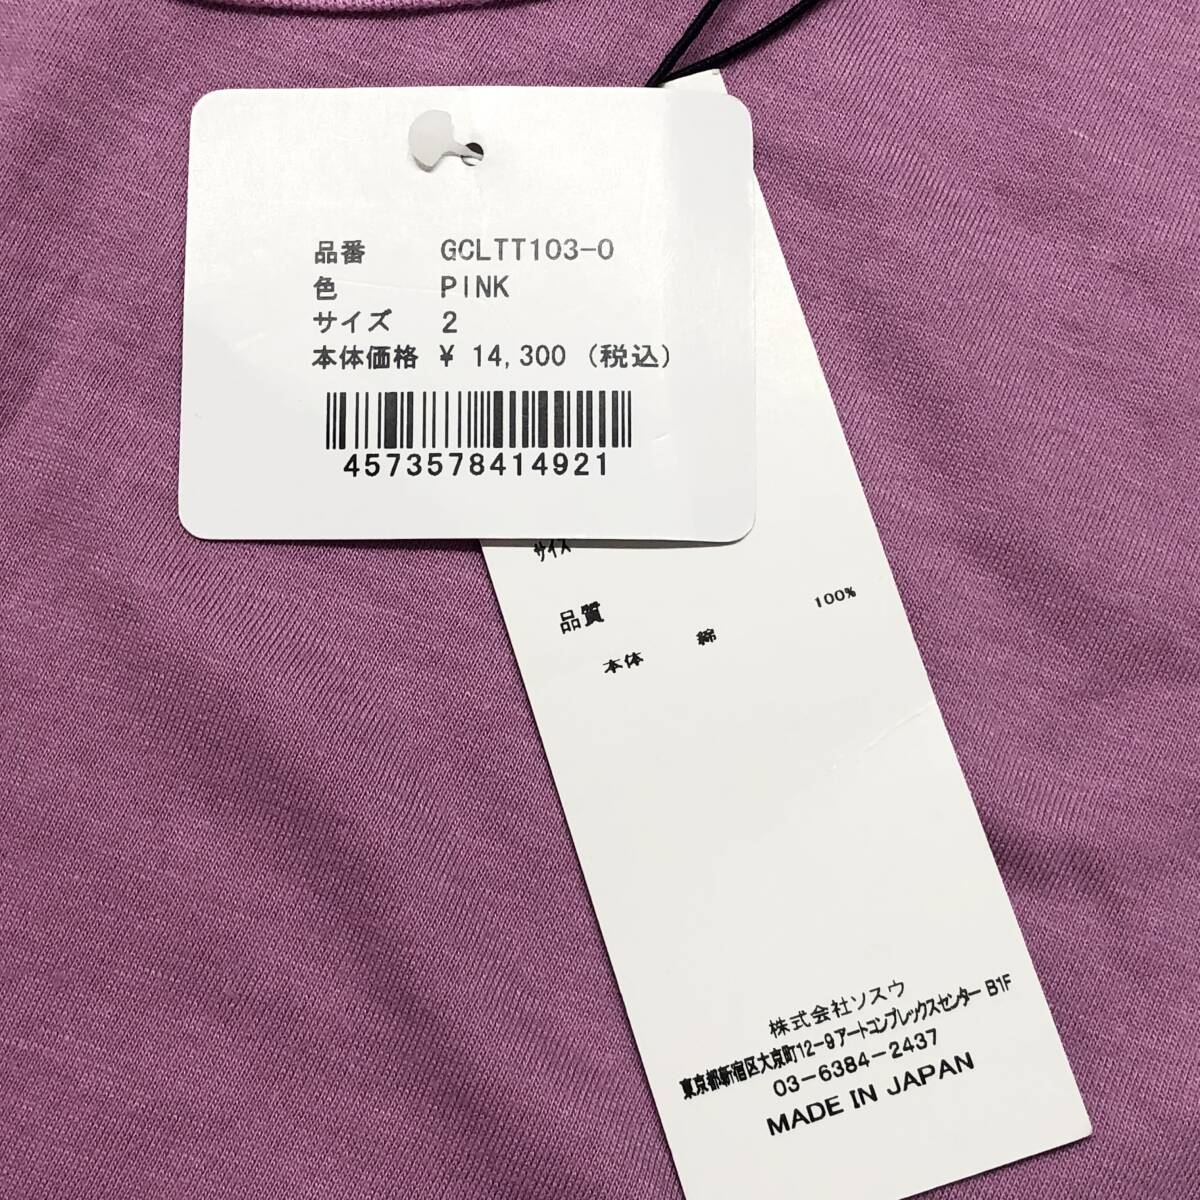 品番 GCLTT103-0
色 PINK
サイズ 2
本体価格 ¥ 14,300 (税込)
4573578414921
サイズ
品質
本体 綿 100%
株式会社ソスウ
東京都新宿区大京町12-9アートコンプレックスセンター B1F
03-6384-2437
MADE IN JAPAN